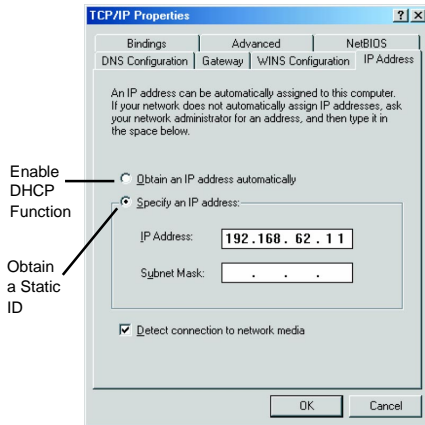 TCP/IP Properties
Bindings Advanced NetBIOS
DNS Configuration Gateway WINS Configuration IP Address
An IP address can be automatically assigned to this computer.
If your network does not automatically assign IP addresses, ask
your network administrator for an address, and then type it in
the space below.
Enable
DHCP
Function
Obtain an IP address automatically
Specify an IP address:
IP Address: 192.168. 62 .11
Obtain
a Static
ID
Subnet Mask: . . .
Detect connection to network media
OK Cancel